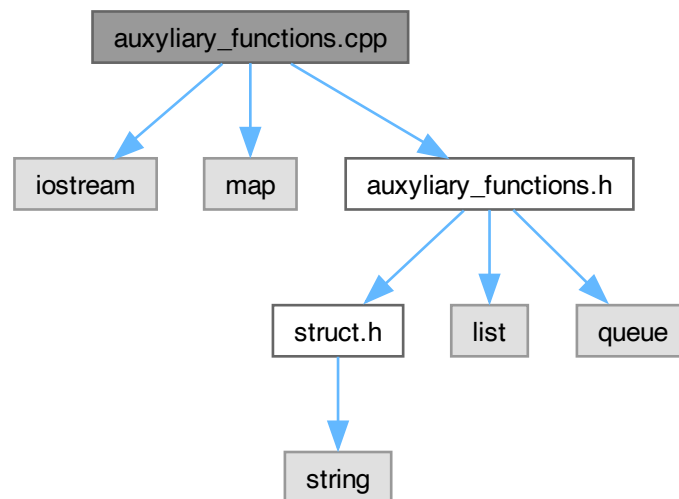 auxyliary_functions.cpp
iostream
map
auxyliary_functions.h
struct.h
list
queue
string